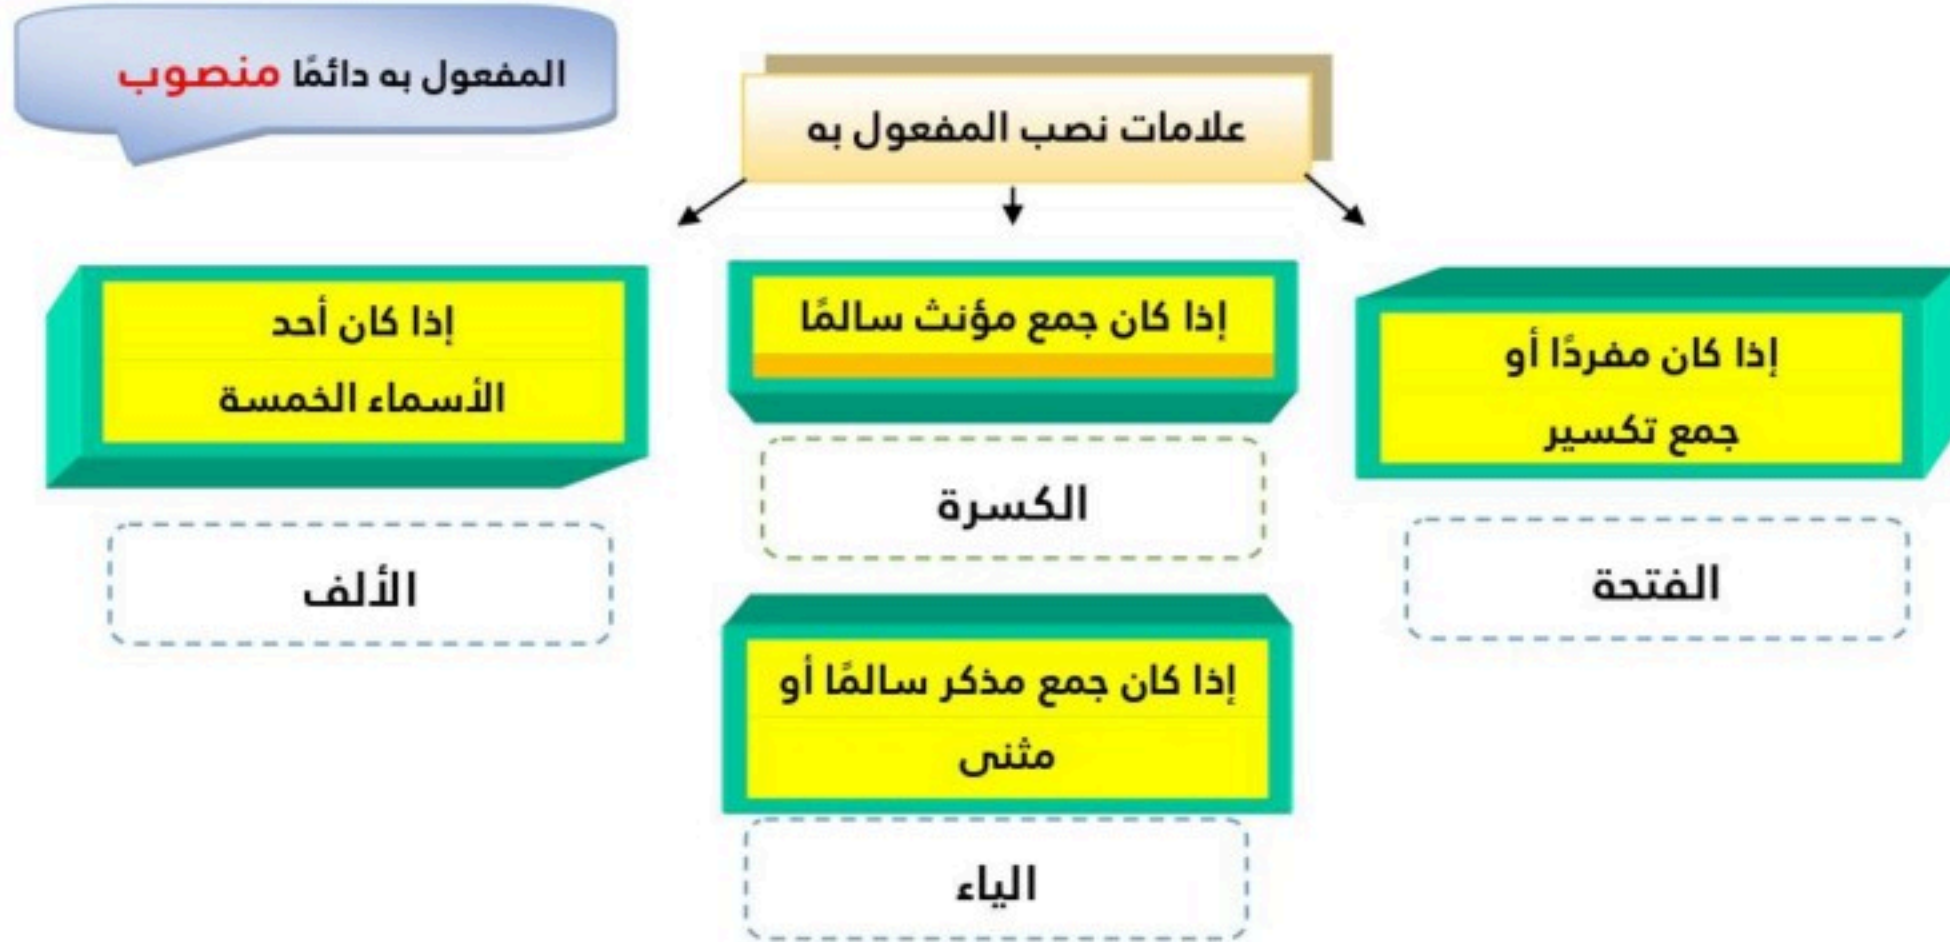 المفعول به دائمًا منصوب
علامات نصب المفعول به
إذا كان مفردًا أو
جمع تكسير
الفتحة
إذا كان جمع مؤنث سالمًا
الكسرة
إذا كان أحد
الأسماء الخمسة
الألف
إذا كان جمع مذكر سالمًا أو
مثنى
الياء